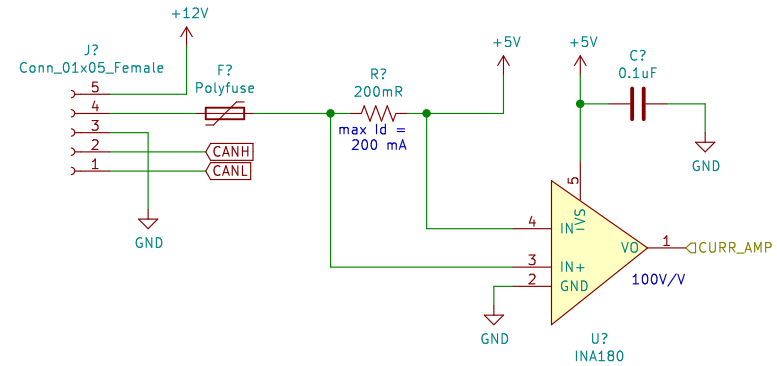 +12V
J?
Conn_01x05_Female
5
4
3
2
1
F?
Polyfuse
CANH
CANL
GND
R?
200mR
max Id =
200 mA
+5V
+5V
C?
0.1uF
GND
5
+VS
4
IN-
3
IN+
2
GND
VO
1
CURR_AMP
100V/V
GND
U?
INA180